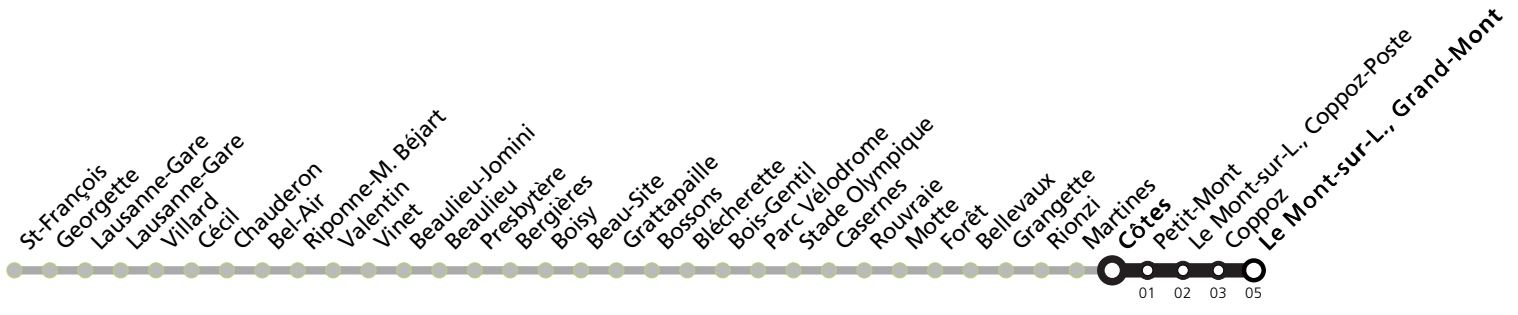 St-François
Georgette
Lausanne-Gare
Lausanne-Gare
Villard
Cécil
Chauderon
Bel-Air
Riponne-M. Béjart
Valentin
Vinet
Beaulieu-Jomini
Beaulieu
Presbytère
Bergières
Boisy
Beau-Site
Grattapaille
Bossons
Blécherette
Bois-Gentil
Parc Vélodrome
Stade Olympique
Casernes
Rouvraie
Motte
Forêt
Bellevaux
Grangette
Rionzi
Martines
Côtes
Petit-Mont
Le Mont-sur-L., Coppoz-Poste
Coppoz
Le Mont-sur-L., Grand-Mont
01 02 03 05